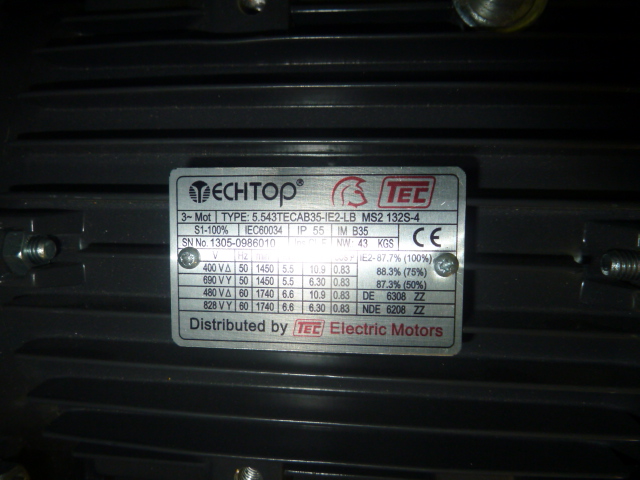 TECHTOP® TEC
3~ Mot TYPE: 5.543TECAB35-IE2-LB MS2 132S-4
S1-100% IEC60034 IP 55 IM B35
SN No. 1305-0986010 NW: 43 KGS CE
V Hz IE2-87.7% (100%)
400 V Δ 50 1450 5.5 10.9 0.83 88.3% (75%)
690 V Y 50 1450 5.5 6.30 0.83 87.3% (50%)
480 V Δ 60 1740 6.6 10.9 0.83 DE 6308 ZZ
828 V Y 60 1740 6.6 6.30 0.83 NDE 6208 ZZ
Distributed by TEC Electric Motors